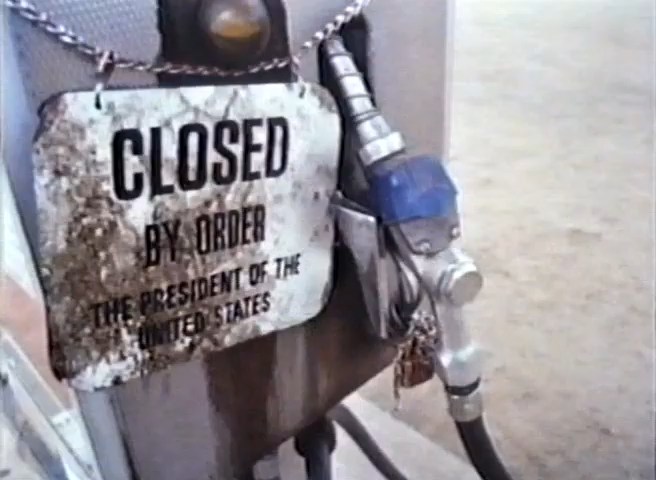 CLOSED
BY ORDER
THE PRESIDENT OF THE
UNITED STATES